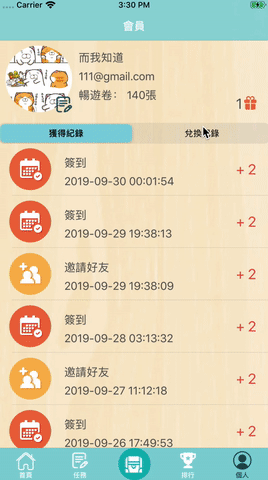 Carrier 3:30 PM
會員
而我知道
111@gmail.com
暢遊卷： 140張
1
獲得紀錄 兌換紀錄
簽到
2019-09-30 00:01:54
+2
簽到
2019-09-29 19:38:13
+2
邀請好友
2019-09-29 19:38:09
+2
簽到
2019-09-28 03:13:32
+2
邀請好友
2019-09-27 11:12:18
+2
簽到
2019-09-26 17:49:53
+2
首頁 任務 排行 個人